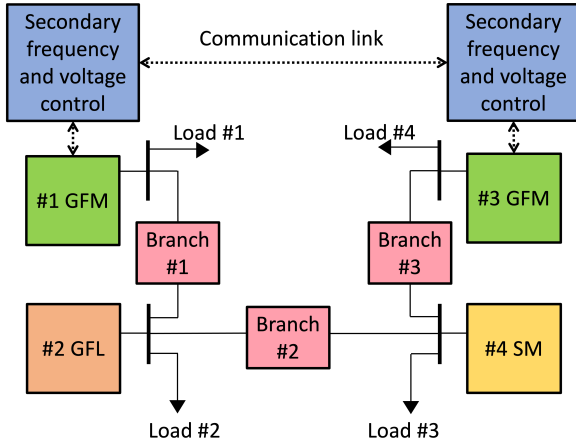 Secondary
frequency
and voltage
control
Communication link
Secondary
frequency
and voltage
control
Load #1
Load #4
#1 GFM
#3 GFM
Branch
#1
Branch
#3
#2 GFL
Branch
#2
#4 SM
Load #2
Load #3